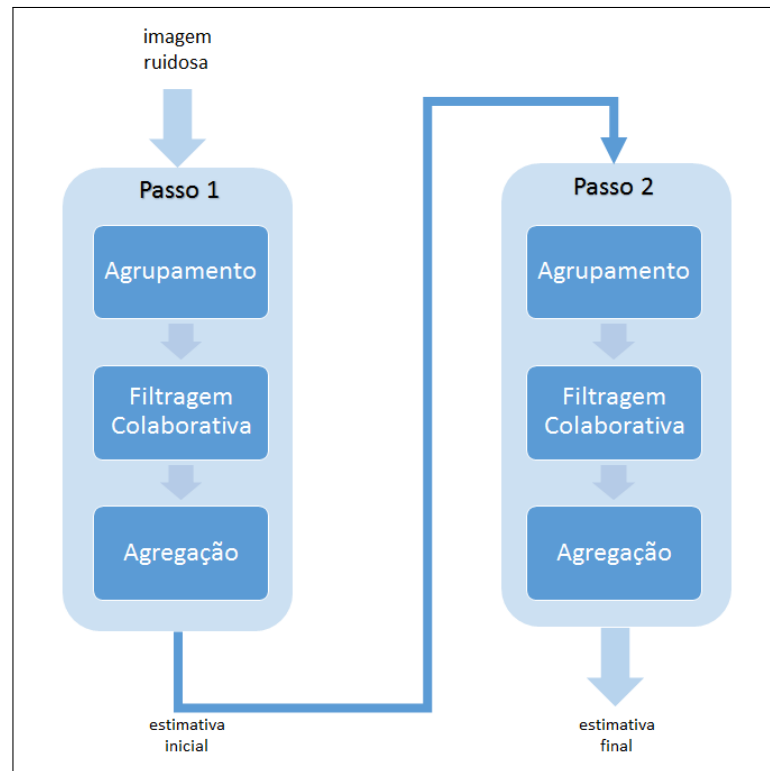 imagem
ruidosa
Passo 1
Agrupamento
Filtragem
Colaborativa
Agregação
estimativa
inicial
Passo 2
Agrupamento
Filtragem
Colaborativa
Agregação
estimativa
final